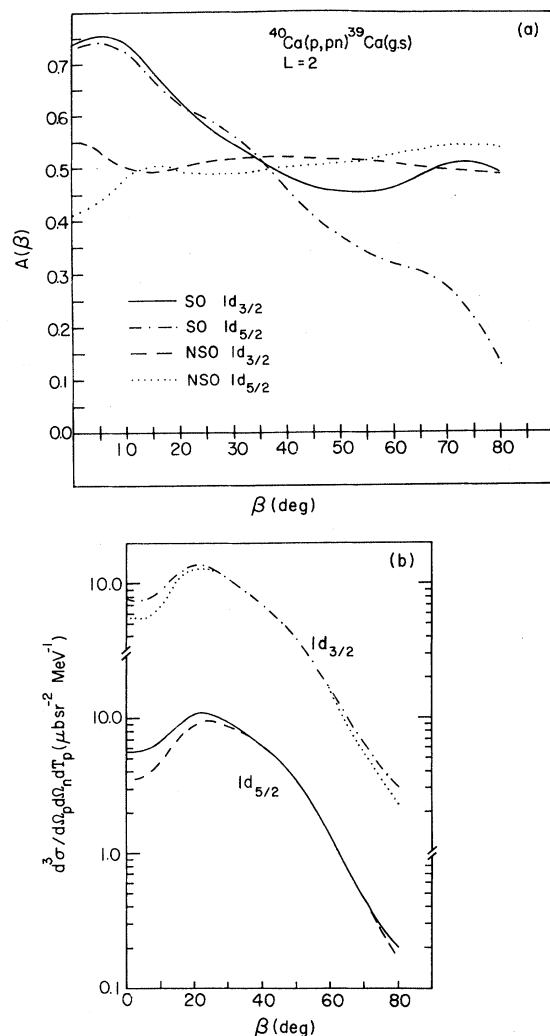 ⁴⁰Ca(p,pn)³⁹Ca(g.s)
(a)
L = 2
0.7
0.6
0.5
0.4
0.3
0.2
0.1
0.0
A(β)
SO 1d₃/₂
SO 1d₅/₂
NSO 1d₃/₂
NSO 1d₅/₂
10 20 30 40 50 60 70 80
β (deg)
(b)
10.0
1d₃/₂
10.0
1d₅/₂
1.0
0.1
d³σ/dΩₚdΩₙdTₚ(μb sr⁻² MeV⁻¹)
0 20 40 60 80
β (deg)